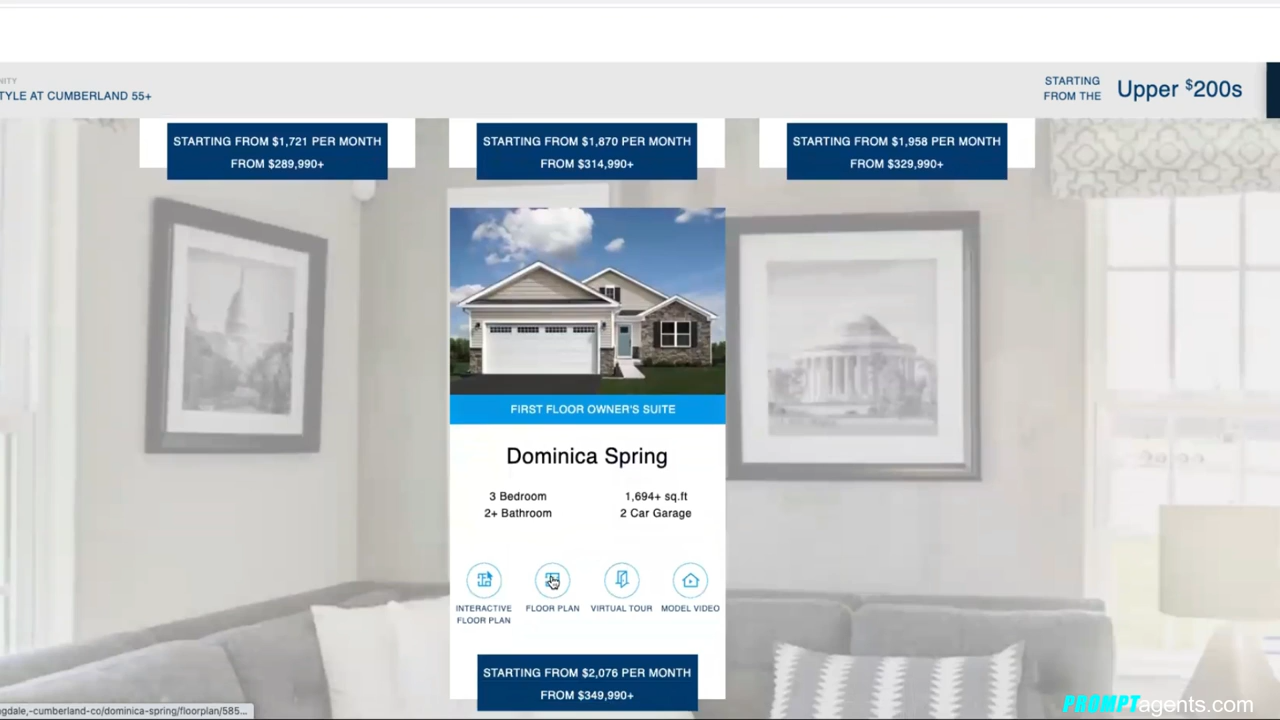 NITY
TYLE AT CUMBERLAND 55+
STARTING
FROM THE
Upper $200s
STARTING FROM $1,721 PER MONTH
FROM $289,990+
STARTING FROM $1,870 PER MONTH
FROM $314,990+
STARTING FROM $1,958 PER MONTH
FROM $329,990+
FIRST FLOOR OWNER'S SUITE
Dominica Spring
3 Bedroom
1,694+ sq.ft
2+ Bathroom
2 Car Garage
INTERACTIVE
FLOOR PLAN
FLOOR PLAN
VIRTUAL TOUR
MODEL VIDEO
STARTING FROM $2,076 PER MONTH
FROM $349,990+
ngdale,-cumberland-co/dominica-spring/floorplan/585...
PROMPTagents.com